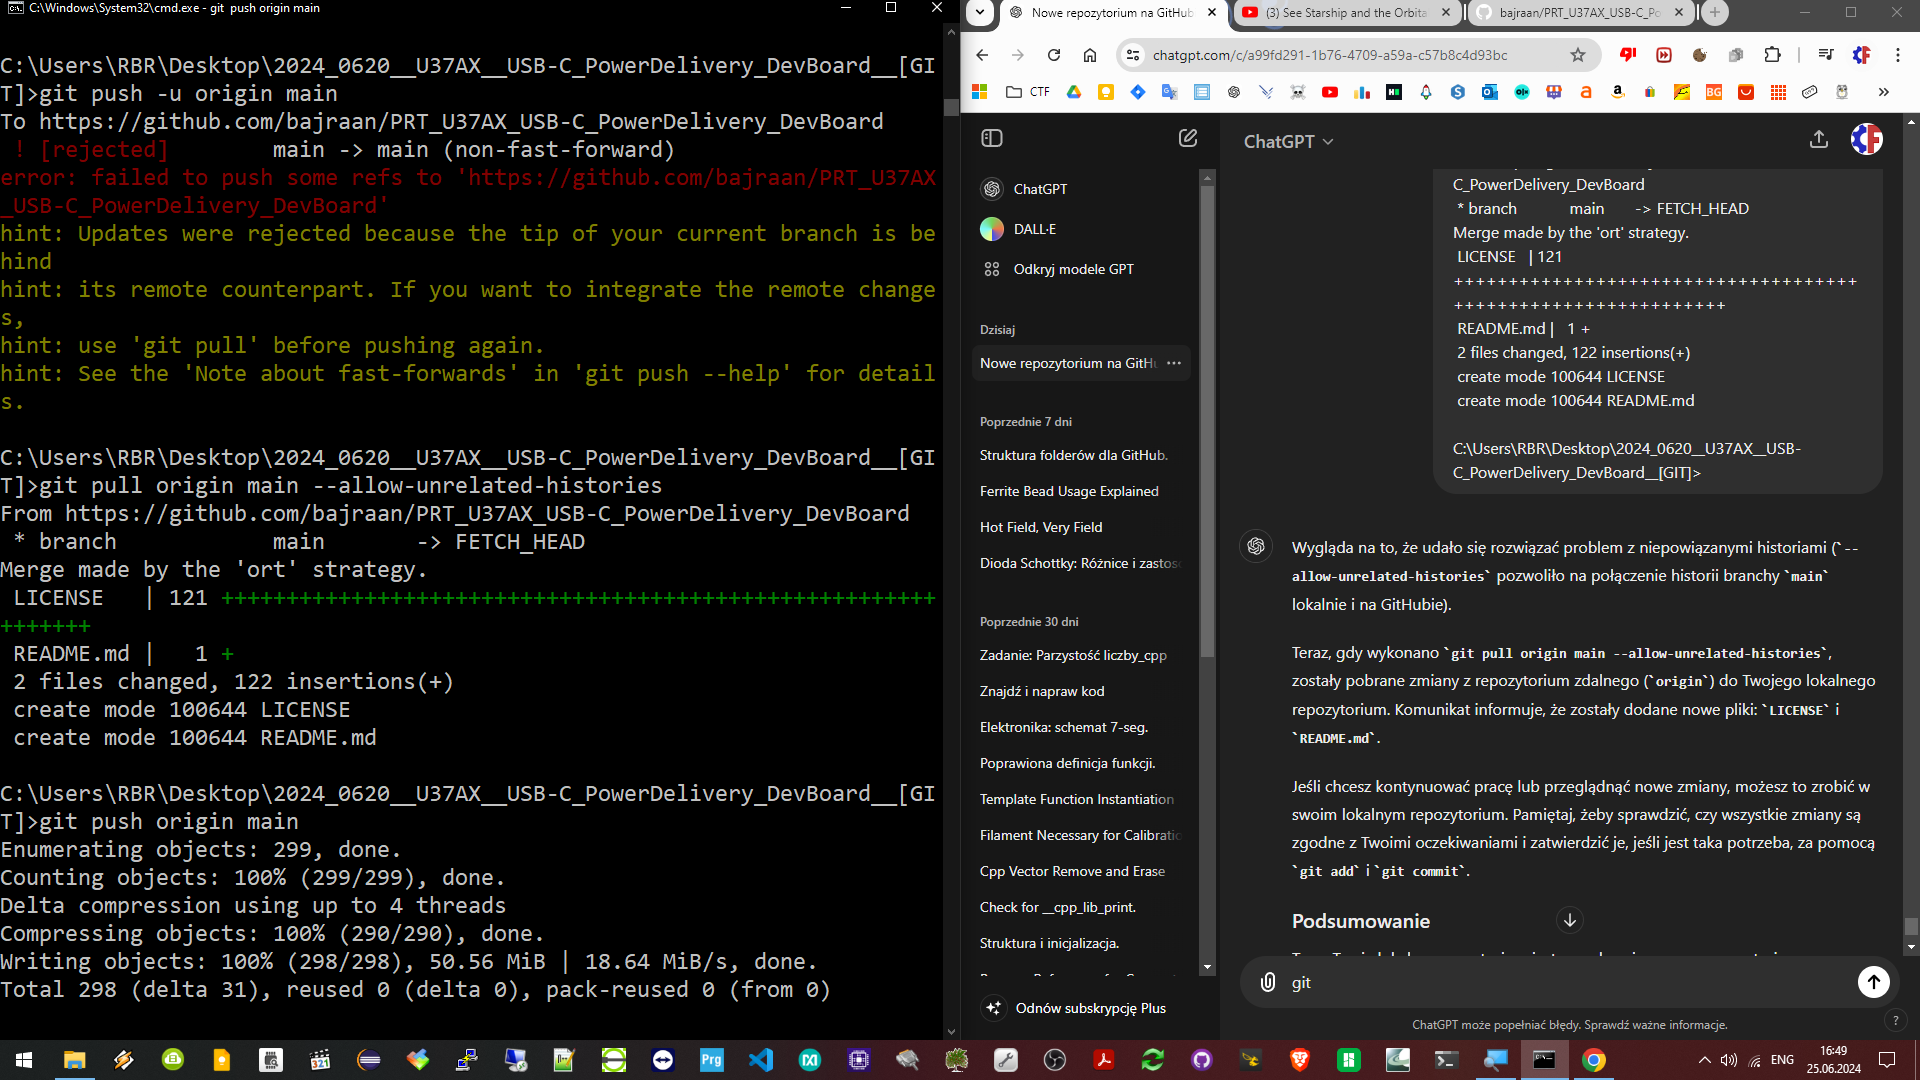 C:\Windows\System32\cmd.exe - git  push origin main
C:\Users\RBR\Desktop\2024_0620__U37AX__USB-C_PowerDelivery_DevBoard__[GI
T]>git push -u origin main
To https://github.com/bajraan/PRT_U37AX_USB-C_PowerDelivery_DevBoard
 ! [rejected]        main -> main (non-fast-forward)
error: failed to push some refs to 'https://github.com/bajraan/PRT_U37AX
_USB-C_PowerDelivery_DevBoard'
hint: Updates were rejected because the tip of your current branch is be
hind
hint: its remote counterpart. If you want to integrate the remote change
s,
hint: use 'git pull' before pushing again.
hint: See the 'Note about fast-forwards' in 'git push --help' for detail
s.
C:\Users\RBR\Desktop\2024_0620__U37AX__USB-C_PowerDelivery_DevBoard__[GI
T]>git pull origin main --allow-unrelated-histories
From https://github.com/bajraan/PRT_U37AX_USB-C_PowerDelivery_DevBoard
 * branch            main       -> FETCH_HEAD
Merge made by the 'ort' strategy.
 LICENSE   | 121 +++++++++++++++++++++++++++++++++++++++++++++++++++++++
+++++++
 README.md |   1 +
 2 files changed, 122 insertions(+)
 create mode 100644 LICENSE
 create mode 100644 README.md
C:\Users\RBR\Desktop\2024_0620__U37AX__USB-C_PowerDelivery_DevBoard__[GI
T]>git push origin main
Enumerating objects: 299, done.
Counting objects: 100% (299/299), done.
Delta compression using up to 4 threads
Compressing objects: 100% (290/290), done.
Writing objects: 100% (298/298), 50.56 MiB | 18.64 MiB/s, done.
Total 298 (delta 31), reused 0 (delta 0), pack-reused 0 (from 0)
Nowe repozytorium na GitHub
(3) See Starship and the Orbita
bajraan/PRT_U37AX_USB-C_Po
chatgpt.com/c/a99fd291-1b76-4709-a59a-c57b8c4d93bc
CTF
ChatGPT
DALL·E
Odkryj modele GPT
Dzisiaj
Nowe repozytorium na GitHu
Poprzednie 7 dni
Struktura folderów dla GitHub.
Ferrite Bead Usage Explained
Hot Field, Very Field
Dioda Schottky: Różnice i zastos
Poprzednie 30 dni
Zadanie: Parzystość liczby_cpp
Znajdź i napraw kod
Elektronika: schemat 7-seg.
Poprawiona definicja funkcji.
Template Function Instantiation
Filament Necessary for Calibratio
Cpp Vector Remove and Erase
Check for __cpp_lib_print.
Struktura i inicjalizacja.
Odnów subskrypcję Plus
ChatGPT
C_PowerDelivery_DevBoard
 * branch            main       -> FETCH_HEAD
Merge made by the 'ort' strategy.
 LICENSE   | 121
+++++++++++++++++++++++++++++++++++++
+++++++++++++++++++++++++
 README.md |   1 +
 2 files changed, 122 insertions(+)
 create mode 100644 LICENSE
 create mode 100644 README.md
C:\Users\RBR\Desktop\2024_0620__U37AX__USB-
C_PowerDelivery_DevBoard__[GIT]>
Wygląda na to, że udało się rozwiązać problem z niepowiązanymi historiami (`--
allow-unrelated-histories` pozwoliło na połączenie historii branchy `main`
lokalnie i na GitHubie).
Teraz, gdy wykonano `git pull origin main --allow-unrelated-histories`,
zostały pobrane zmiany z repozytorium zdalnego (`origin`) do Twojego lokalnego
repozytorium. Komunikat informuje, że zostały dodane nowe pliki: `LICENSE` i
`README.md`.
Jeśli chcesz kontynuować pracę lub przeglądnąć nowe zmiany, możesz to zrobić w
swoim lokalnym repozytorium. Pamiętaj, żeby sprawdzić, czy wszystkie zmiany są
zgodne z Twoimi oczekiwaniami i zatwierdzić je, jeśli jest taka potrzeba, za pomocą
`git add` i `git commit`.
Podsumowanie
git
ChatGPT może popełniać błędy. Sprawdź ważne informacje.
?
ENG
16:49
25.06.2024